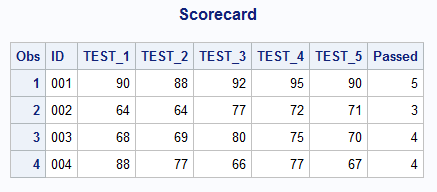 Scorecard
Obs ID TEST_1 TEST_2 TEST_3 TEST_4 TEST_5 Passed
1 001 90 88 92 95 90 5
2 002 64 64 77 72 71 3
3 003 68 69 80 75 70 4
4 004 88 77 66 77 67 4